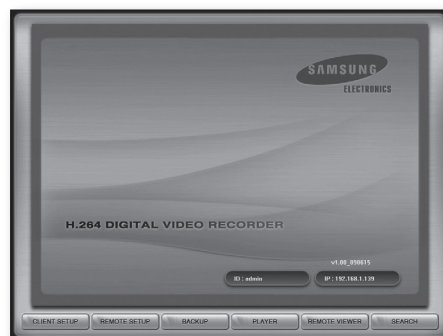 SAMSUNG
ELECTRONICS
H.264 DIGITAL VIDEO RECORDER
v1.08_090615
ID : admin
IP : 192.168.1.139
CLIENT SETUP
REMOTE SETUP
BACKUP
PLAYER
REMOTE VIEWER
SEARCH